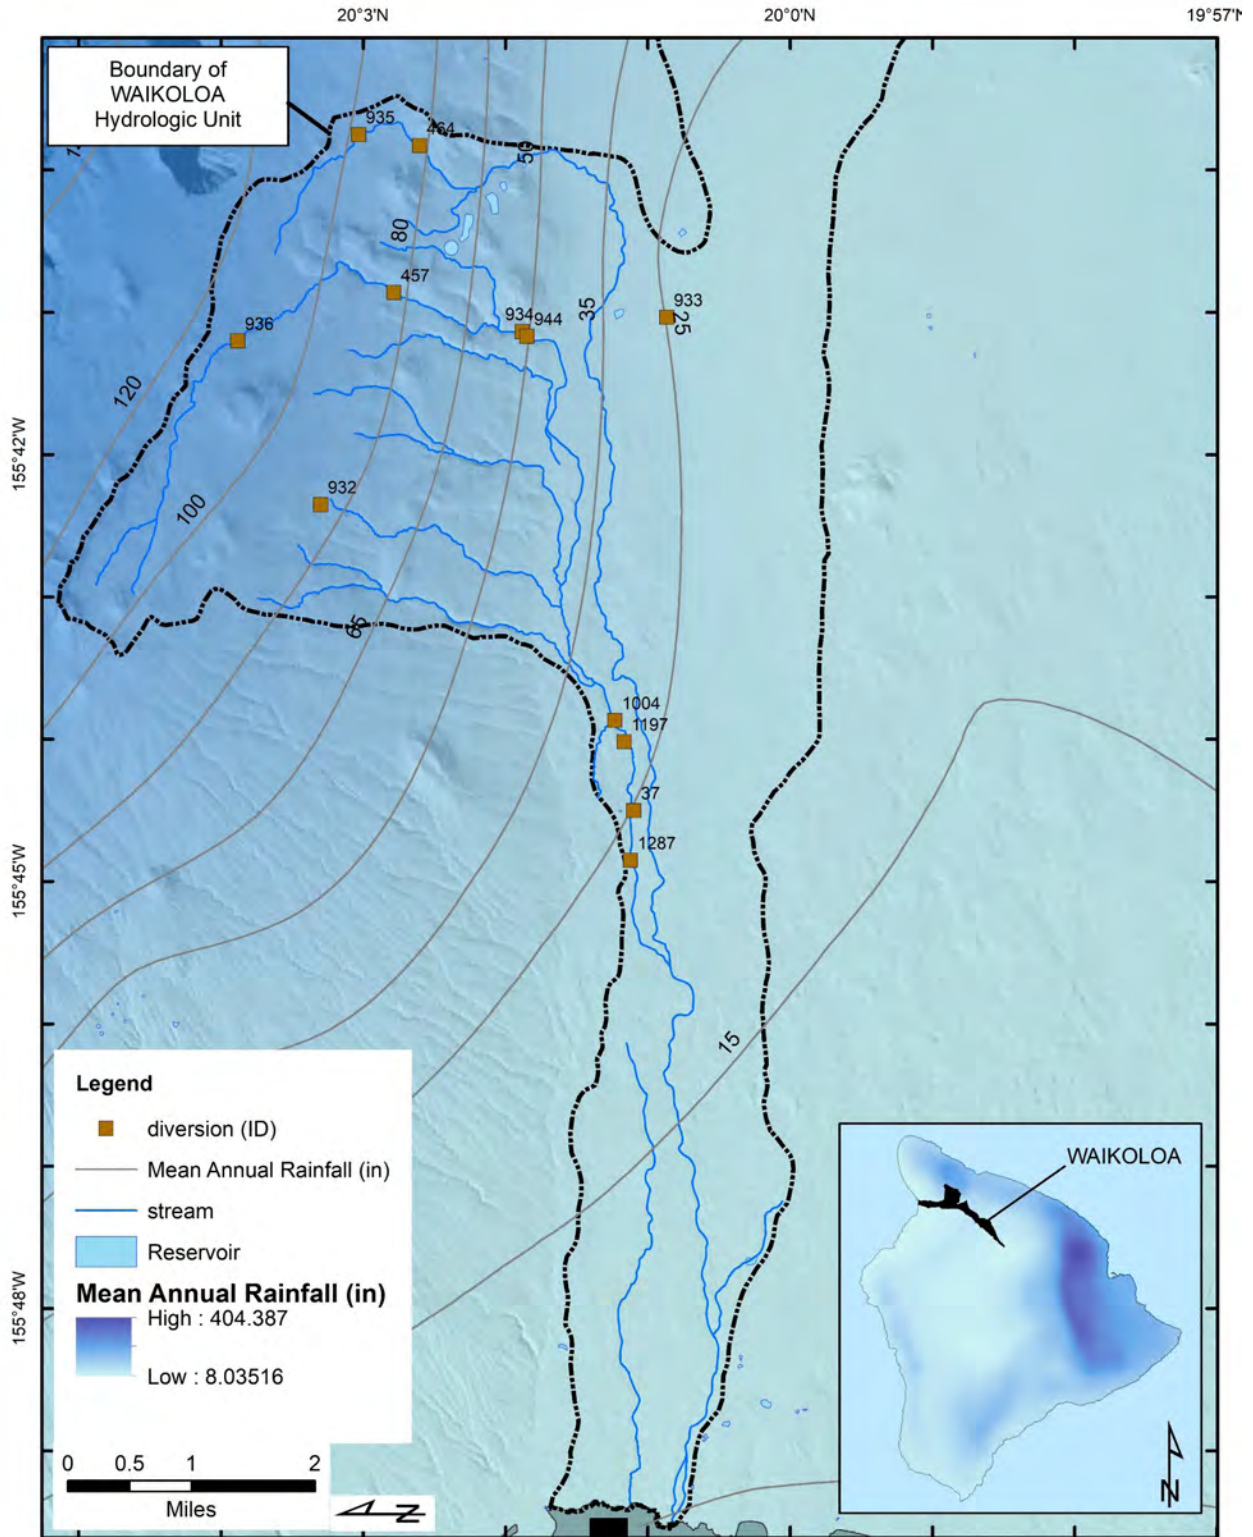 20°3'N
20°0'N
19°57'N
Boundary of
WAIKOLOA
Hydrologic Unit
935
464
50
80
457
35
933
25
934
944
936
120
155°42'W
932
100
65
1004
1197
37
1287
155°45'W
15
Legend
diversion (ID)
Mean Annual Rainfall (in)
stream
Reservoir
Mean Annual Rainfall (in)
High : 404.387
Low : 8.03516
155°48'W
0 0.5 1 2
Miles
N
WAIKOLOA
N